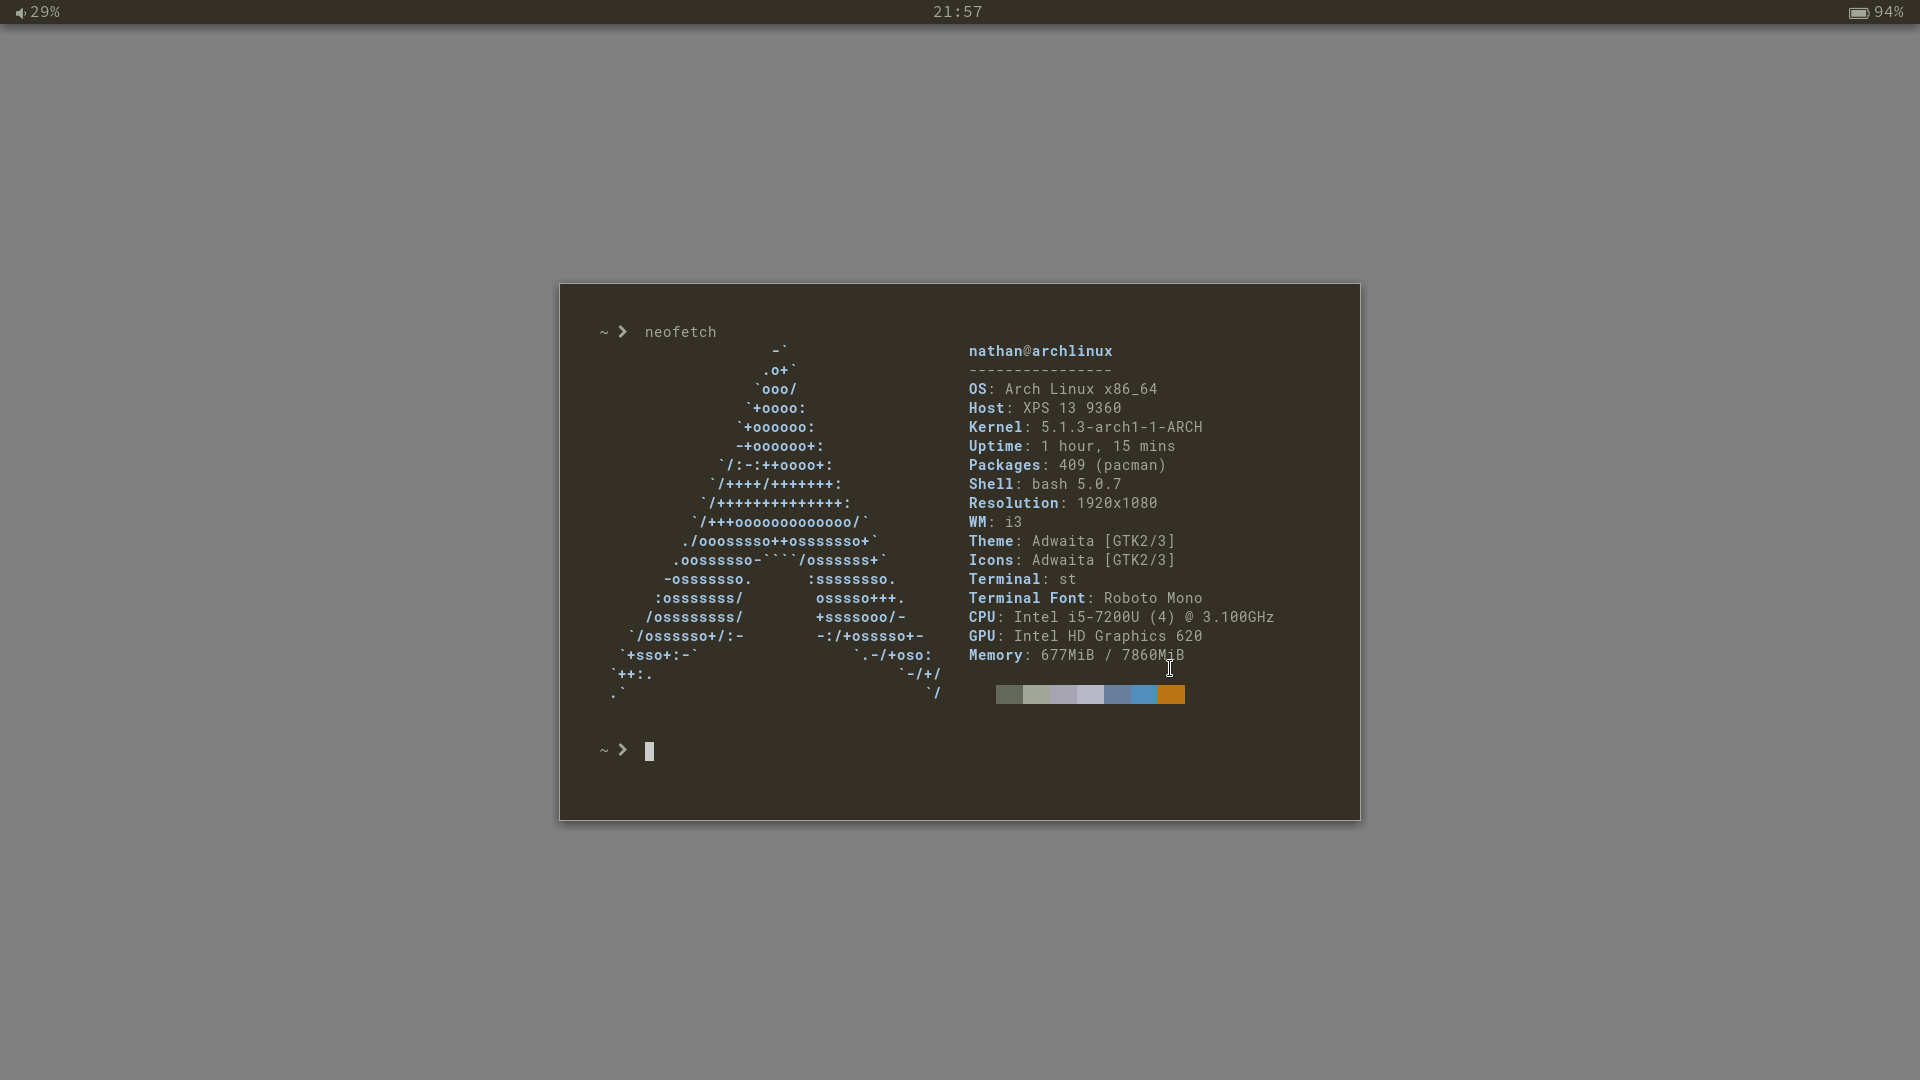 29% 21:57 94%
~ ❯ neofetch
-` nathan@archlinux
.o+` ----------------
`ooo/ OS: Arch Linux x86_64
`+oooo: Host: XPS 13 9360
`+oooooo: Kernel: 5.1.3-arch1-1-ARCH
-+oooooo+: Uptime: 1 hour, 15 mins
`/:-:++oooo+: Packages: 409 (pacman)
`/++++/+++++++: Shell: bash 5.0.7
`/++++++++++++++: Resolution: 1920x1080
`/+++ooooooooooooo/` WM: i3
./ooosssso++osssssso+` Theme: Adwaita [GTK2/3]
.oossssso-````/ossssss+` Icons: Adwaita [GTK2/3]
-osssssso. :ssssssso. Terminal: st
:osssssss/ osssso+++. Terminal Font: Roboto Mono
/ossssssss/ +ssssooo/- CPU: Intel i5-7200U (4) @ 3.100GHz
`/ossssso+/:- -:/+osssso+- GPU: Intel HD Graphics 620
`+sso+:-` `.-/+oso: Memory: 677MiB / 7860MiB
`++:. `-/+/
.` `/
~ ❯